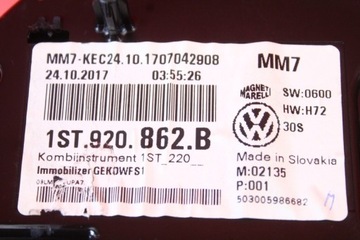 MM7-KEC24.10.1707042908 MM7
24.10.2017 03:55:26
MAGNETI MARELLI
SW:0600
HW:H72
30S
1ST.920.862.B
Kombiinstrument 1ST_220__
Immobilizer GEKDWFS1
Made in Slovakia
M:02135
P:001
503005986682